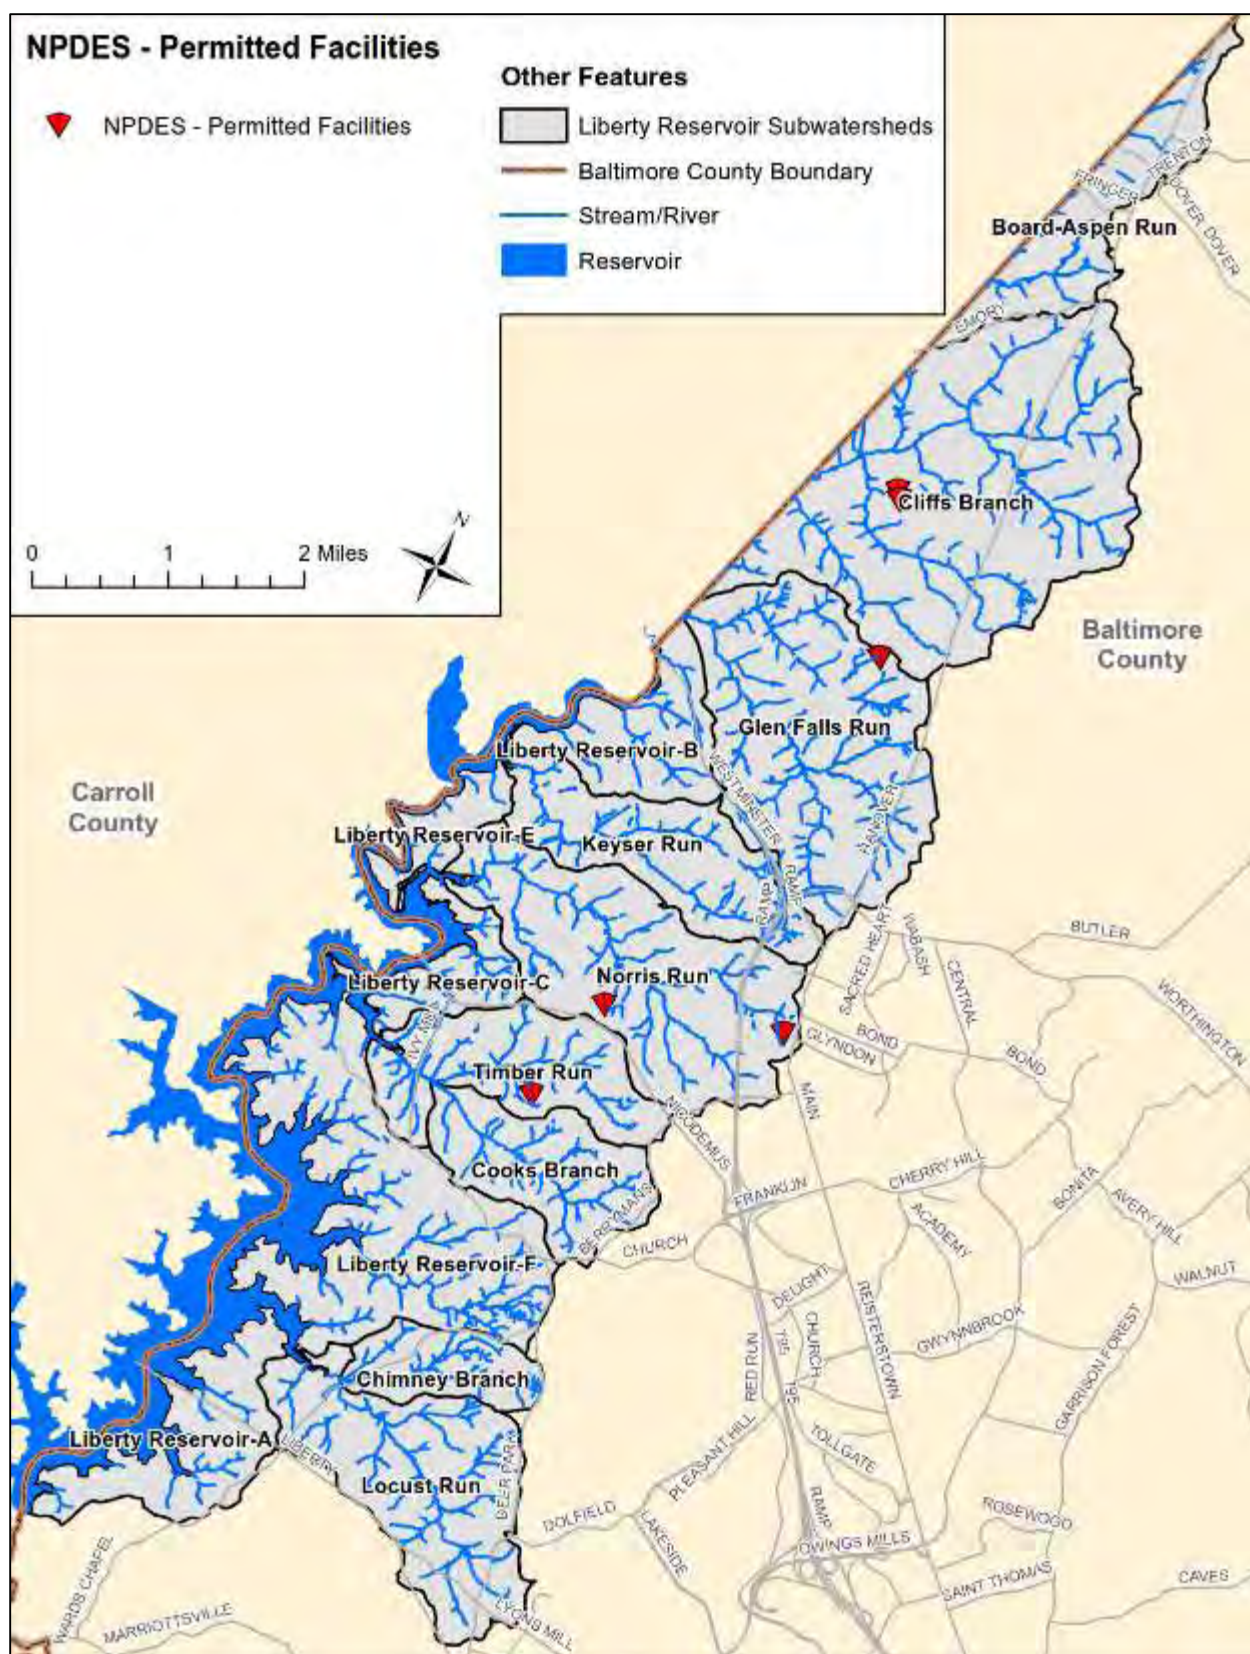 NPDES - Permitted Facilities
NPDES - Permitted Facilities
Other Features
Liberty Reservoir Subwatersheds
Baltimore County Boundary
Stream/River
Reservoir
0 1 2 Miles
N
TRENTON
FRINGER
DOVER
DOVER
Board-Aspen Run
EMORY
Cliffs Branch
Baltimore
County
Glen Falls Run
Liberty Reservoir-B
WESTMINSTER
HANOVER
Carroll
County
Liberty Reservoir-E
Keyser Run
RAMP
RAMP
SACRED HEART
WABASH
BUTLER
CENTRAL
WORTHINGTON
Norris Run
Liberty Reservoir-C
IVY MILL
GLYNDON
BOND
BOND
Timber Run
MAIN
NICODEMUS
Cooks Branch
FRANKLIN
CHERRY HILL
BONITA
AVERY HILL
ACADEMY
BERRYMANS
CHURCH
Liberty Reservoir-F
WALNUT
DELIGHT
REISTERSTOWN
GWYNNBROOK
CHURCH
795
RED RUN
795
GARRISON FOREST
Chimney Branch
Liberty Reservoir-A
LIBERTY
PLEASANT HILL
TOLLGATE
Locust Run
DEER PARK
RAMP
DOLFIELD
LAKESIDE
ROSEWOOD
OWINGS MILLS
SAINT THOMAS
CAVES
WARDS CHAPEL
MARRIOTTSVILLE
LYONS MILL